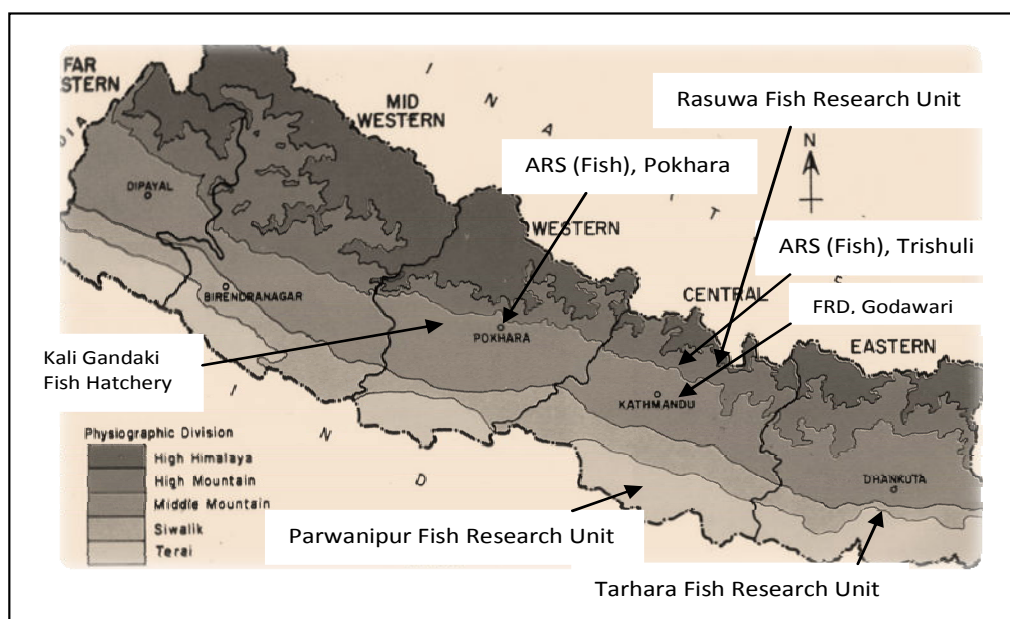 FAR
STERN
MID
WESTERN
I
N
A
T
DIA
Rasuwa Fish Research Unit
N
ARS (Fish), Pokhara
DIPAYAL
WESTERN
ARS (Fish), Trishuli
S
BIRENDRANAGAR
CENTRAL
FRD, Godawari
POKHARA
EASTERN
Kali Gandaki
Fish Hatchery
I
N
D
KATHMANDU
Physiographic Division
High Himalaya
High Mountain
Middle Mountain
Siwalik
Terai
DHANKUTA
Parwanipur Fish Research Unit
Tarhara Fish Research Unit